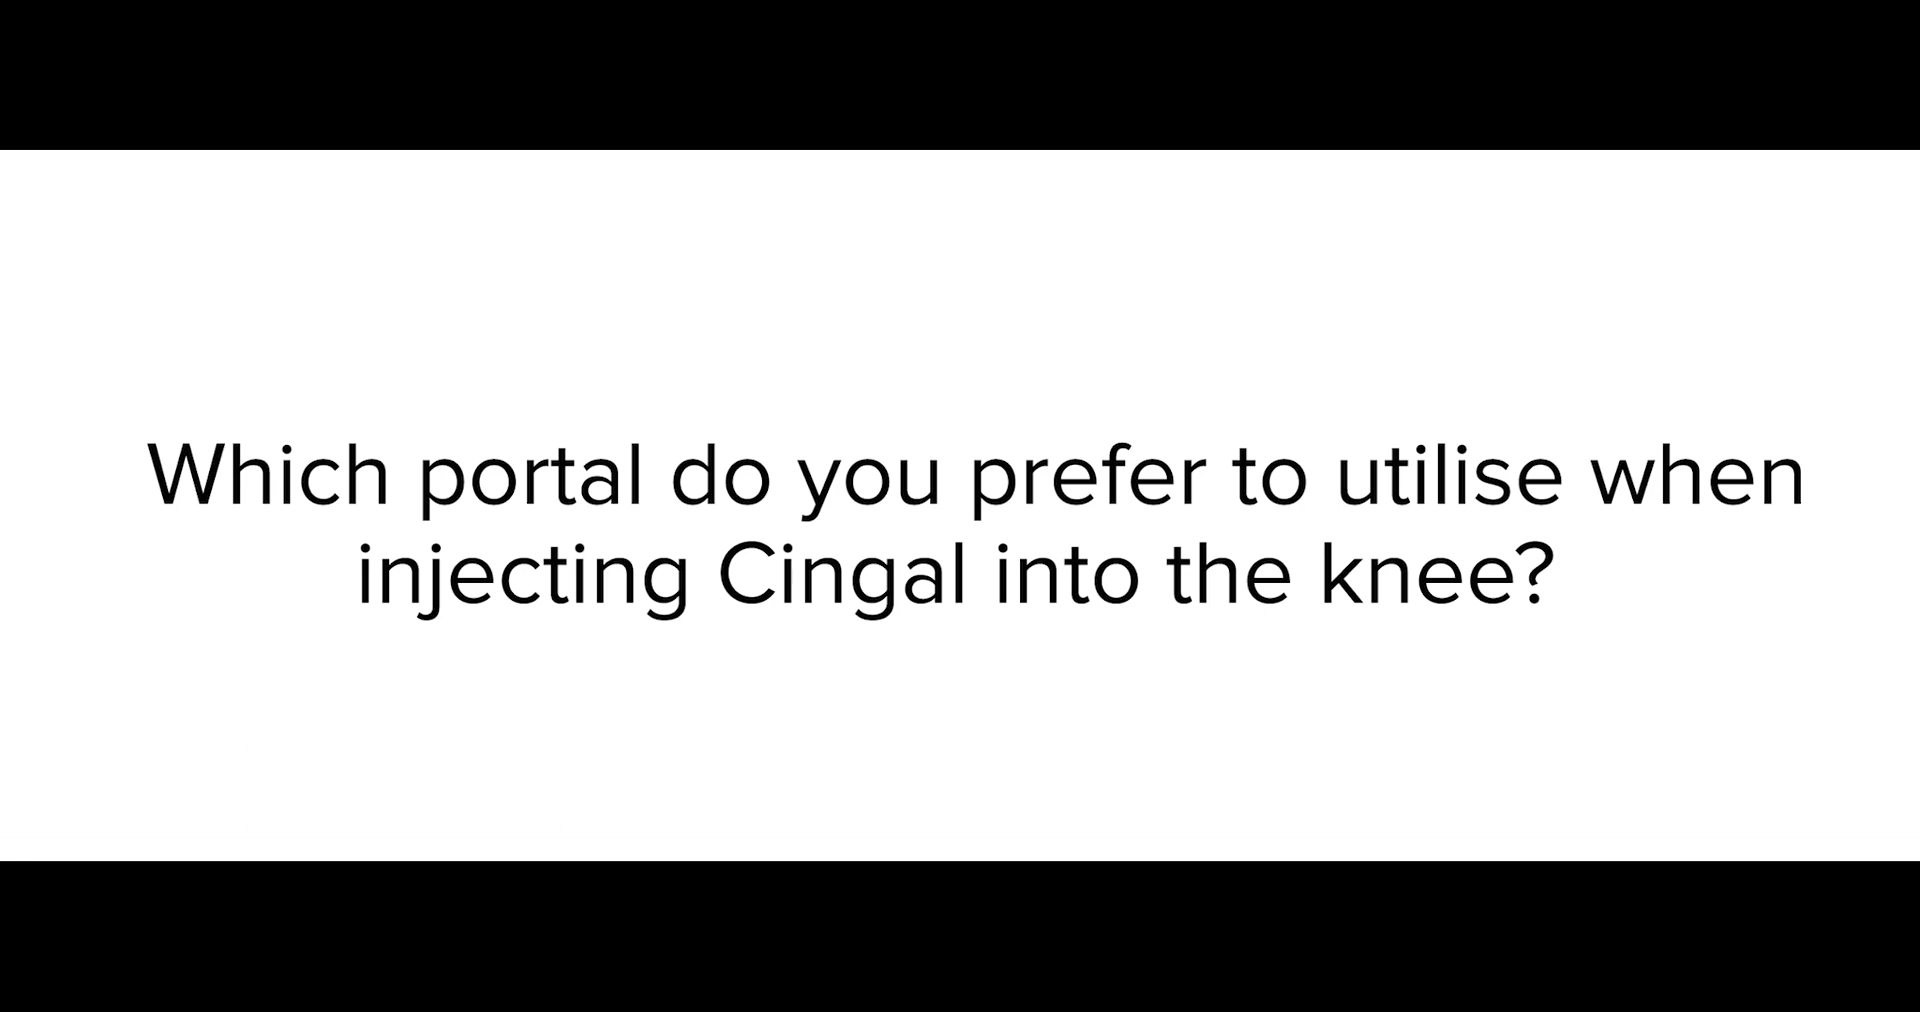 Which portal do you prefer to utilise when
injecting Cingal into the knee?